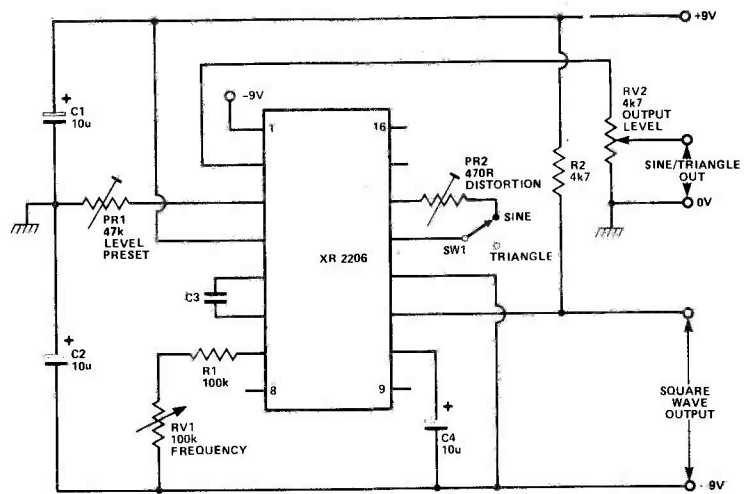 +9V
C1
10u
-9V
1
16
RV2
4k7
OUTPUT
LEVEL
PR2
470R
DISTORTION
R2
4k7
SINE/TRIANGLE
OUT
0V
PR1
47k
LEVEL
PRESET
SINE
SW1
TRIANGLE
XR 2206
C3
C2
10u
R1
100k
8
9
RV1
100k
FREQUENCY
C4
10u
SQUARE
WAVE
OUTPUT
-9V